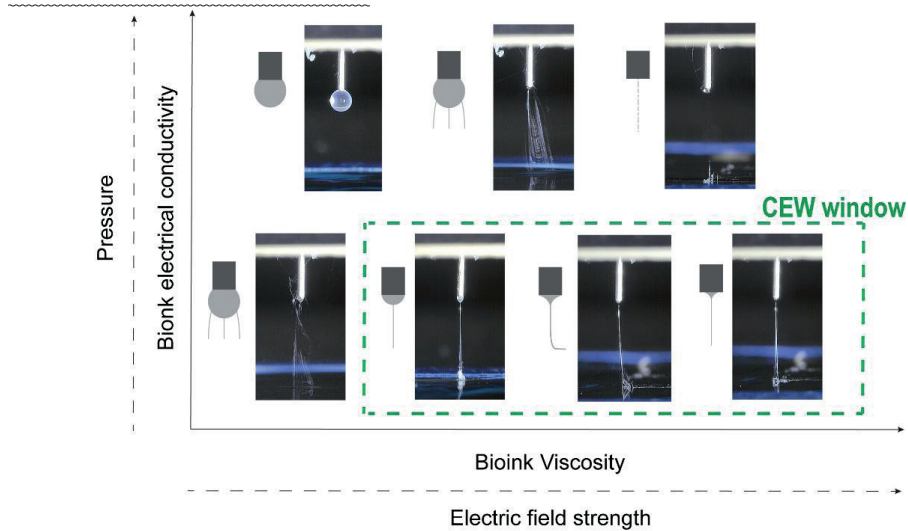 Pressure
Bionk electrical conductivity
CEW window
Bioink Viscosity
Electric field strength